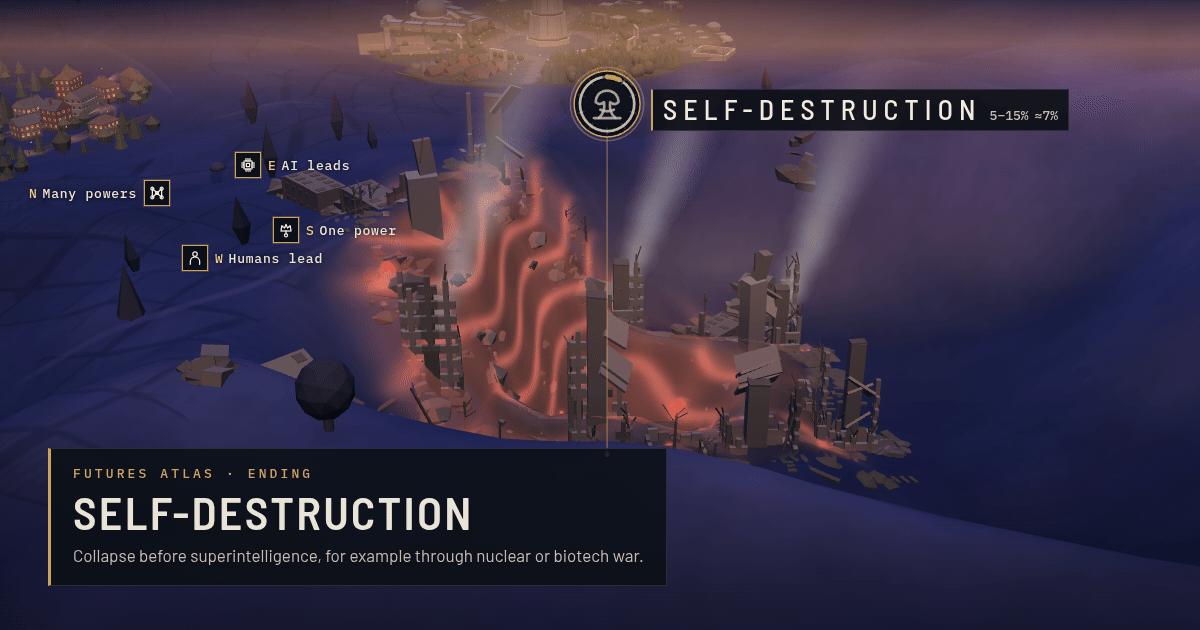 SELF-DESTRUCTION 5–15% ≈7%
E AI leads
N Many powers
S One power
W Humans lead
FUTURES ATLAS · ENDING
SELF-DESTRUCTION
Collapse before superintelligence, for example through nuclear or biotech war.